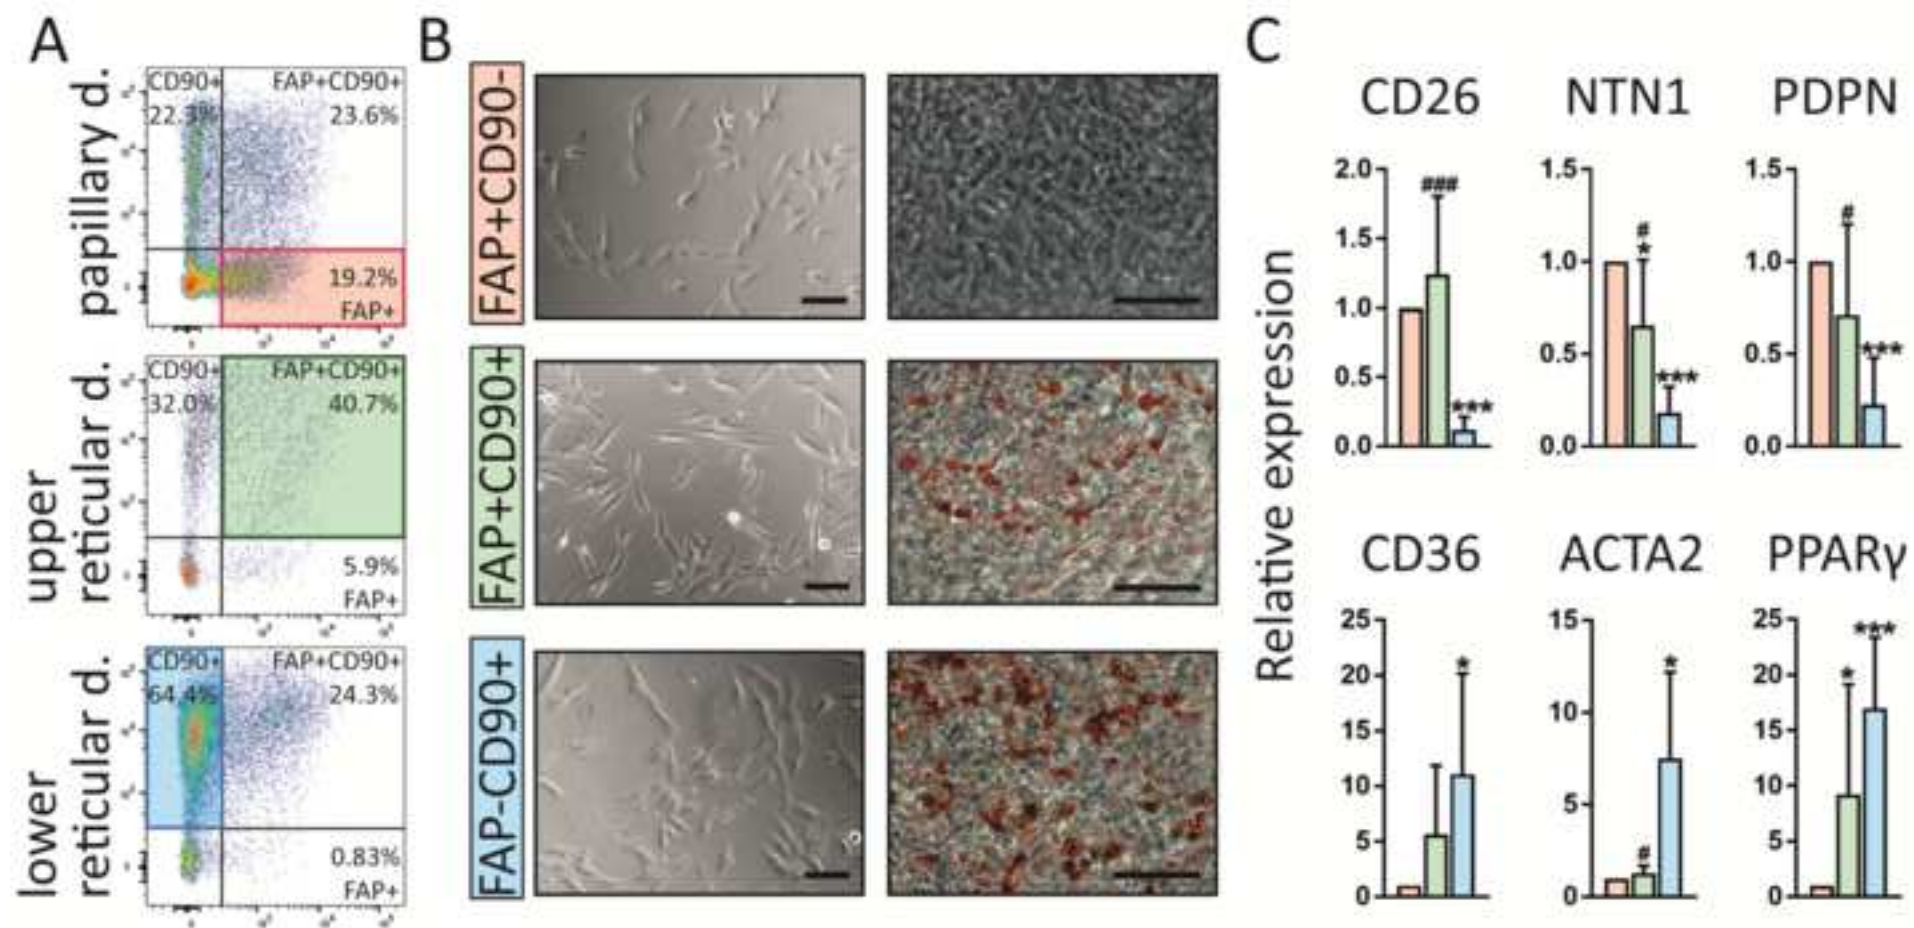 A
papillary d.
CD90+
22.3%
FAP+CD90+
23.6%
19.2%
FAP+
upper
reticular d.
CD90+
32.0%
FAP+CD90+
40.7%
5.9%
FAP+
lower
reticular d.
CD90+
64.4%
FAP+CD90+
24.3%
0.83%
FAP+
B
FAP+CD90-
FAP+CD90+
FAP-CD90+
C
Relative expression
CD26
2.0
1.5
1.0
0.5
0.0
###
***
NTN1
1.5
1.0
0.5
0.0
#
*
***
PDPN
1.5
1.0
0.5
0.0
#
***
CD36
25
20
15
10
5
0
*
ACTA2
15
10
5
0
#
*
PPARγ
25
20
15
10
5
0
*
***